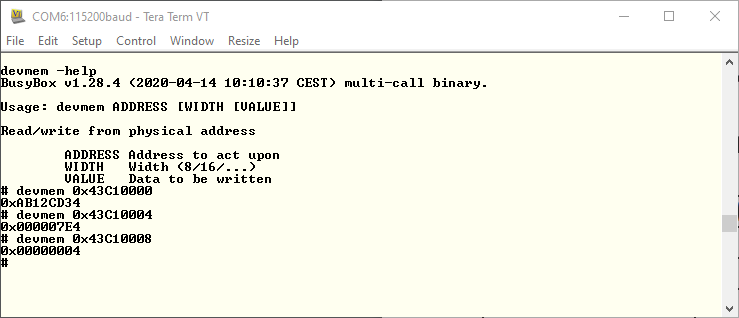 COM6:115200baud - Tera Term VT
File Edit Setup Control Window Resize Help
devmem -help
BusyBox v1.28.4 (2020-04-14 10:10:37 CEST) multi-call binary.
Usage: devmem ADDRESS [WIDTH [VALUE]]
Read/write from physical address
ADDRESS Address to act upon
WIDTH Width (8/16/...)
VALUE Data to be written
# devmem 0x43C10000
0xAB12CD34
# devmem 0x43C10004
0x000007E4
# devmem 0x43C10008
0x00000004
#